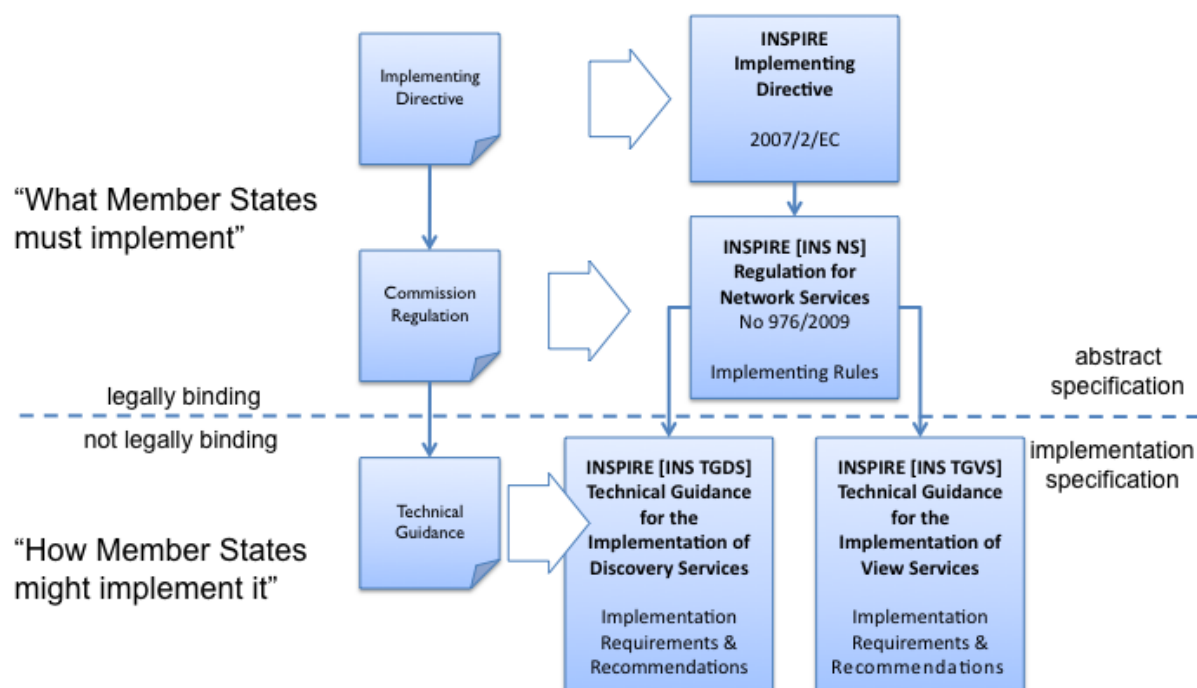 Implementing
Directive
INSPIRE
Implementing
Directive
2007/2/EC
“What Member States
must implement”
Commission
Regulation
INSPIRE [INS NS]
Regulation for
Network Services
No 976/2009
Implementing Rules
abstract
specification
legally binding
not legally binding
implementation
specification
Technical
Guidance
“How Member States
might implement it”
INSPIRE [INS TGDS]
Technical Guidance
for the
Implementation of
Discovery Services
Implementation
Requirements &
Recommendations
INSPIRE [INS TGVS]
Technical Guidance
for the
Implementation of
View Services
Implementation
Requirements &
Recommendations